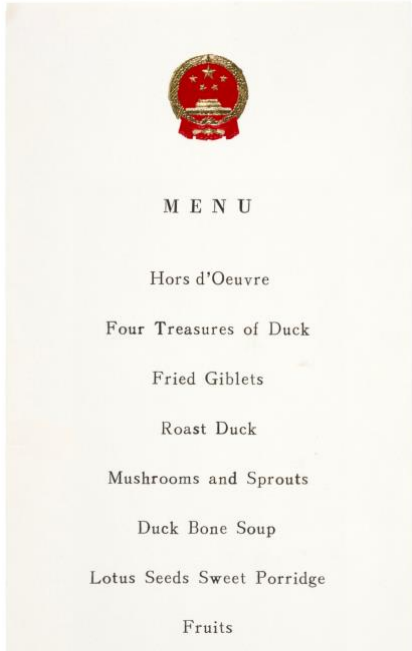 MENU
Hors d'Oeuvre
Four Treasures of Duck
Fried Giblets
Roast Duck
Mushrooms and Sprouts
Duck Bone Soup
Lotus Seeds Sweet Porridge
Fruits